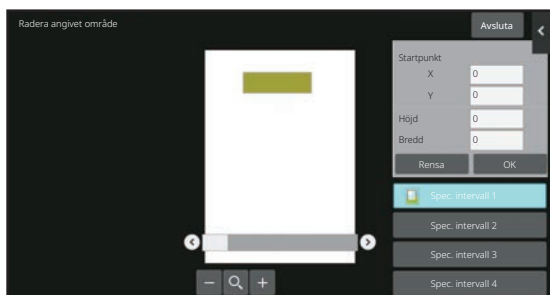 Radera angivet område
Avsluta
Startpunkt
X 0
Y 0
Höjd 0
Bredd 0
Rensa OK
Spec. intervall 1
Spec. intervall 2
Spec. intervall 3
Spec. intervall 4